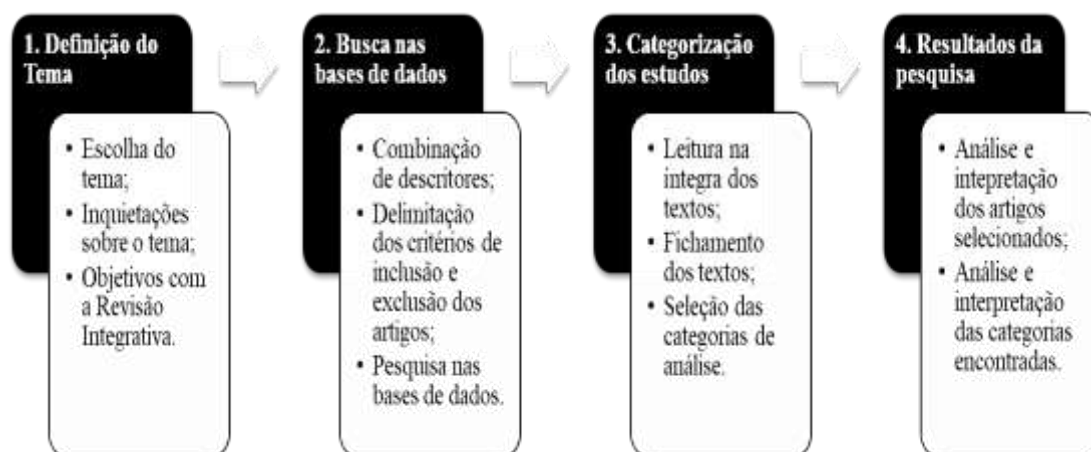 1. Definição do
Tema
• Escolha do
tema;
• Inquietações
sobre o tema;
• Objetivos com
a Revisão
Integrativa.
2. Busca nas
bases de dados
• Combinação
de descritores;
• Delimitação
dos critérios de
inclusão e
exclusão dos
artigos;
• Pesquisa nas
bases de dados.
3. Categorização
dos estudos
• Leitura na
integra dos
textos;
• Fichamento
dos textos;
• Seleção das
categorias de
análise.
4. Resultados da
pesquisa
• Análise e
intepretação
dos artigos
selecionados;
• Análise e
interpretação
das categorias
encontradas.